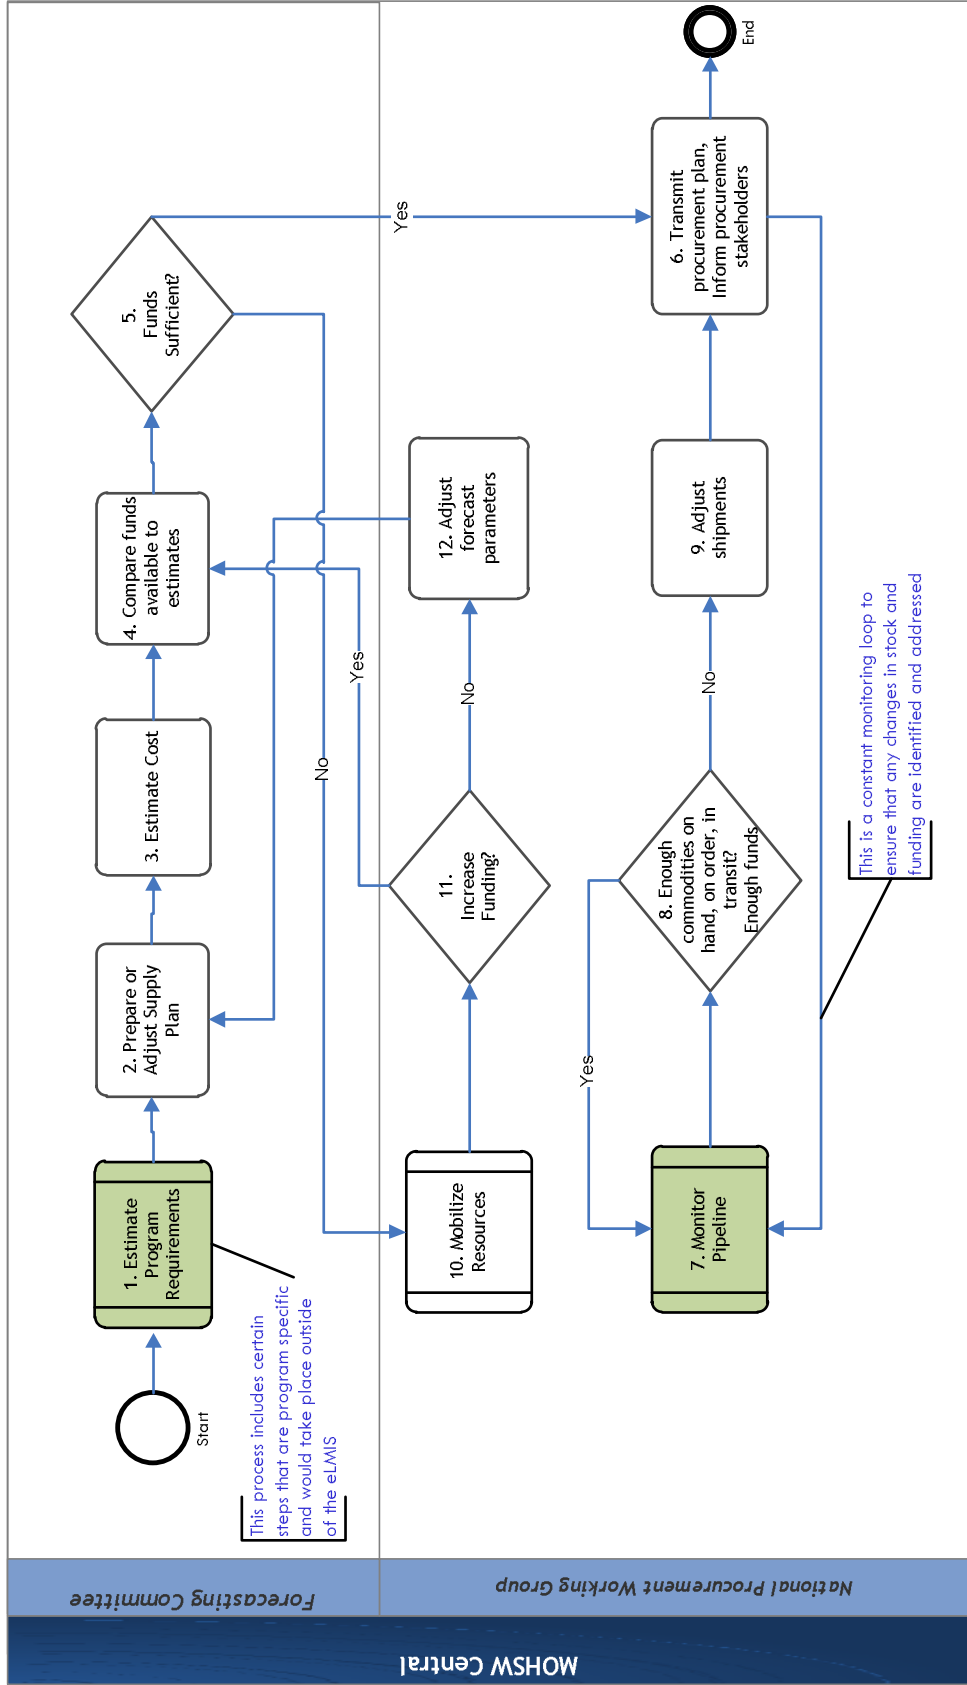 MOHSW Central
Forecasting Committee
National Procurement Working Group
Start
1. Estimate
Program
Requirements
This process includes certain
steps that are program specific
and would take place outside
of the eLMIS
2. Prepare or
Adjust Supply
Plan
3. Estimate Cost
4. Compare funds
available to
estimates
5.
Funds
Sufficient?
Yes
No
10. Mobilize
Resources
11.
Increase
Funding?
Yes
No
12. Adjust
forecast
parameters
7. Monitor
Pipeline
8. Enough
commodities on
hand, on order, in
transit?
Enough funds
Yes
No
9. Adjust
shipments
6. Transmit
procurement plan,
Inform procurement
stakeholders
End
This is a constant monitoring loop to
ensure that any changes in stock and
funding are identified and addressed